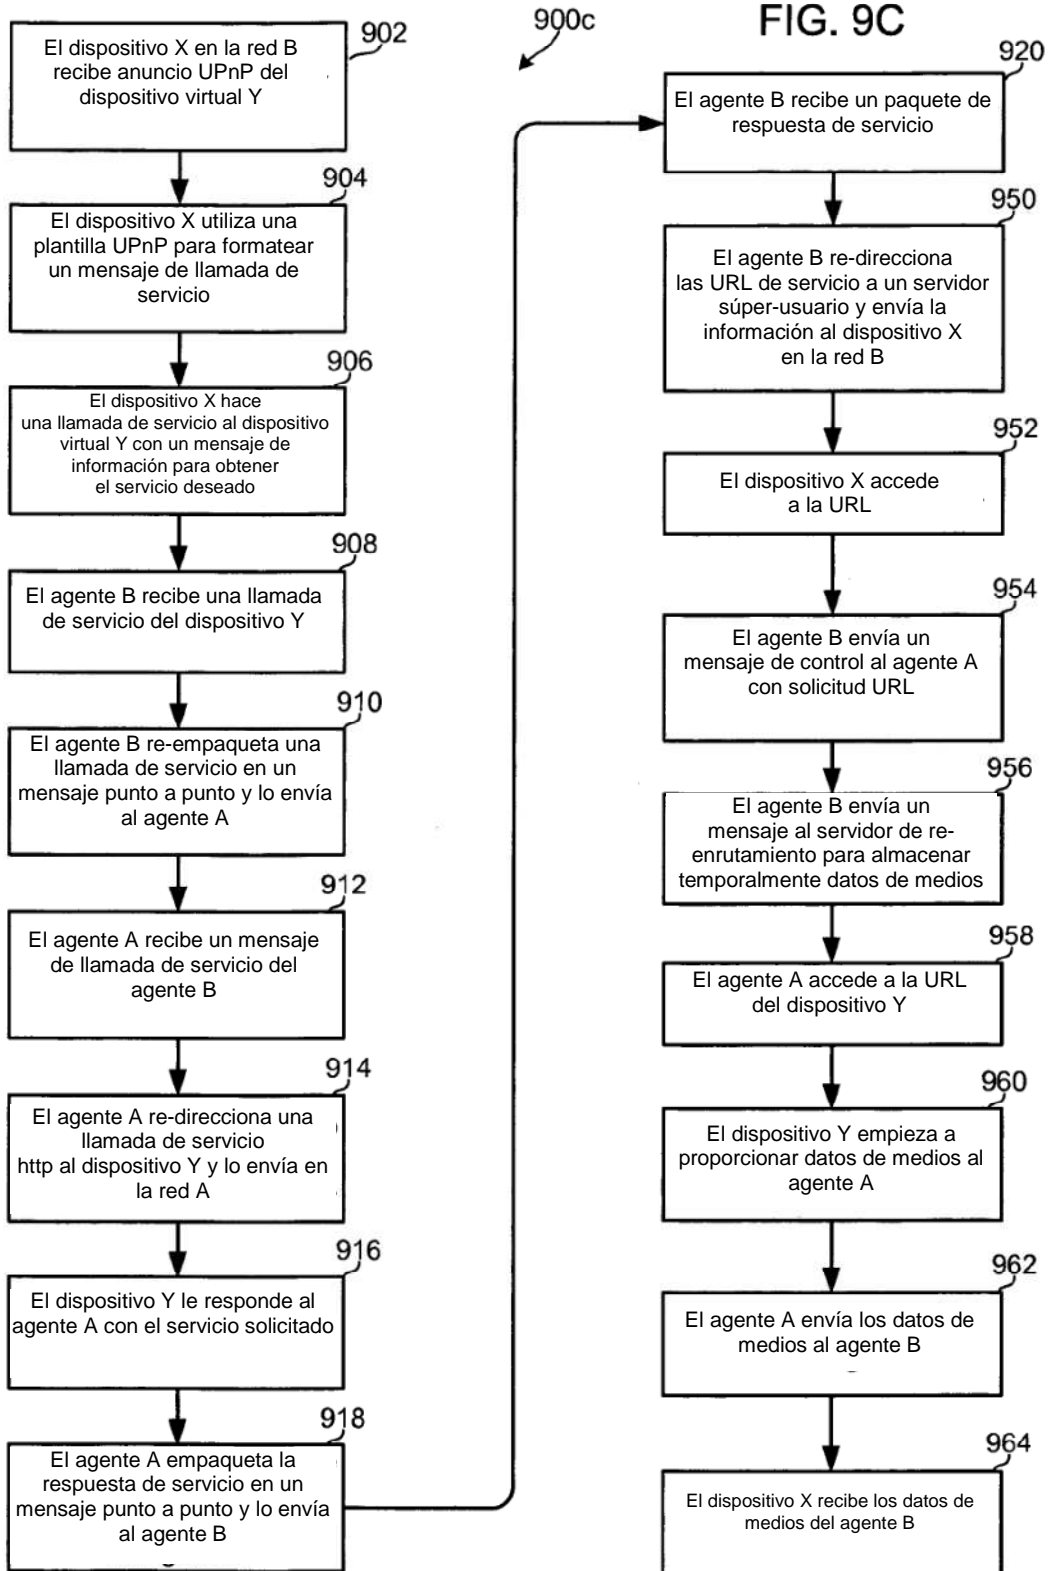 FIG. 9C
900c
902
El dispositivo X en la red B
recibe anuncio UPnP del
dispositivo virtual Y
904
El dispositivo X utiliza una
plantilla UPnP para formatear
un mensaje de llamada de
servicio
906
El dispositivo X hace
una llamada de servicio al dispositivo
virtual Y con un mensaje de
información para obtener
el servicio deseado
908
El agente B recibe una llamada
de servicio del dispositivo Y
910
El agente B re-empaqueta una
llamada de servicio en un
mensaje punto a punto y lo envía
al agente A
912
El agente A recibe un mensaje
de llamada de servicio del
agente B
914
El agente A re-direcciona una
llamada de servicio
http al dispositivo Y y lo envía en
la red A
916
El dispositivo Y le responde al
agente A con el servicio solicitado
918
El agente A empaqueta la
respuesta de servicio en un
mensaje punto a punto y lo envía
al agente B
920
El agente B recibe un paquete de
respuesta de servicio
950
El agente B re-direcciona
las URL de servicio a un servidor
súper-usuario y envía la
información al dispositivo X
en la red B
952
El dispositivo X accede
a la URL
954
El agente B envía un
mensaje de control al agente A
con solicitud URL
956
El agente B envía un
mensaje al servidor de re-
enrutamiento para almacenar
temporalmente datos de medios
958
El agente A accede a la URL
del dispositivo Y
960
El dispositivo Y empieza a
proporcionar datos de medios al
agente A
962
El agente A envía los datos de
medios al agente B
964
El dispositivo X recibe los datos de
medios del agente B